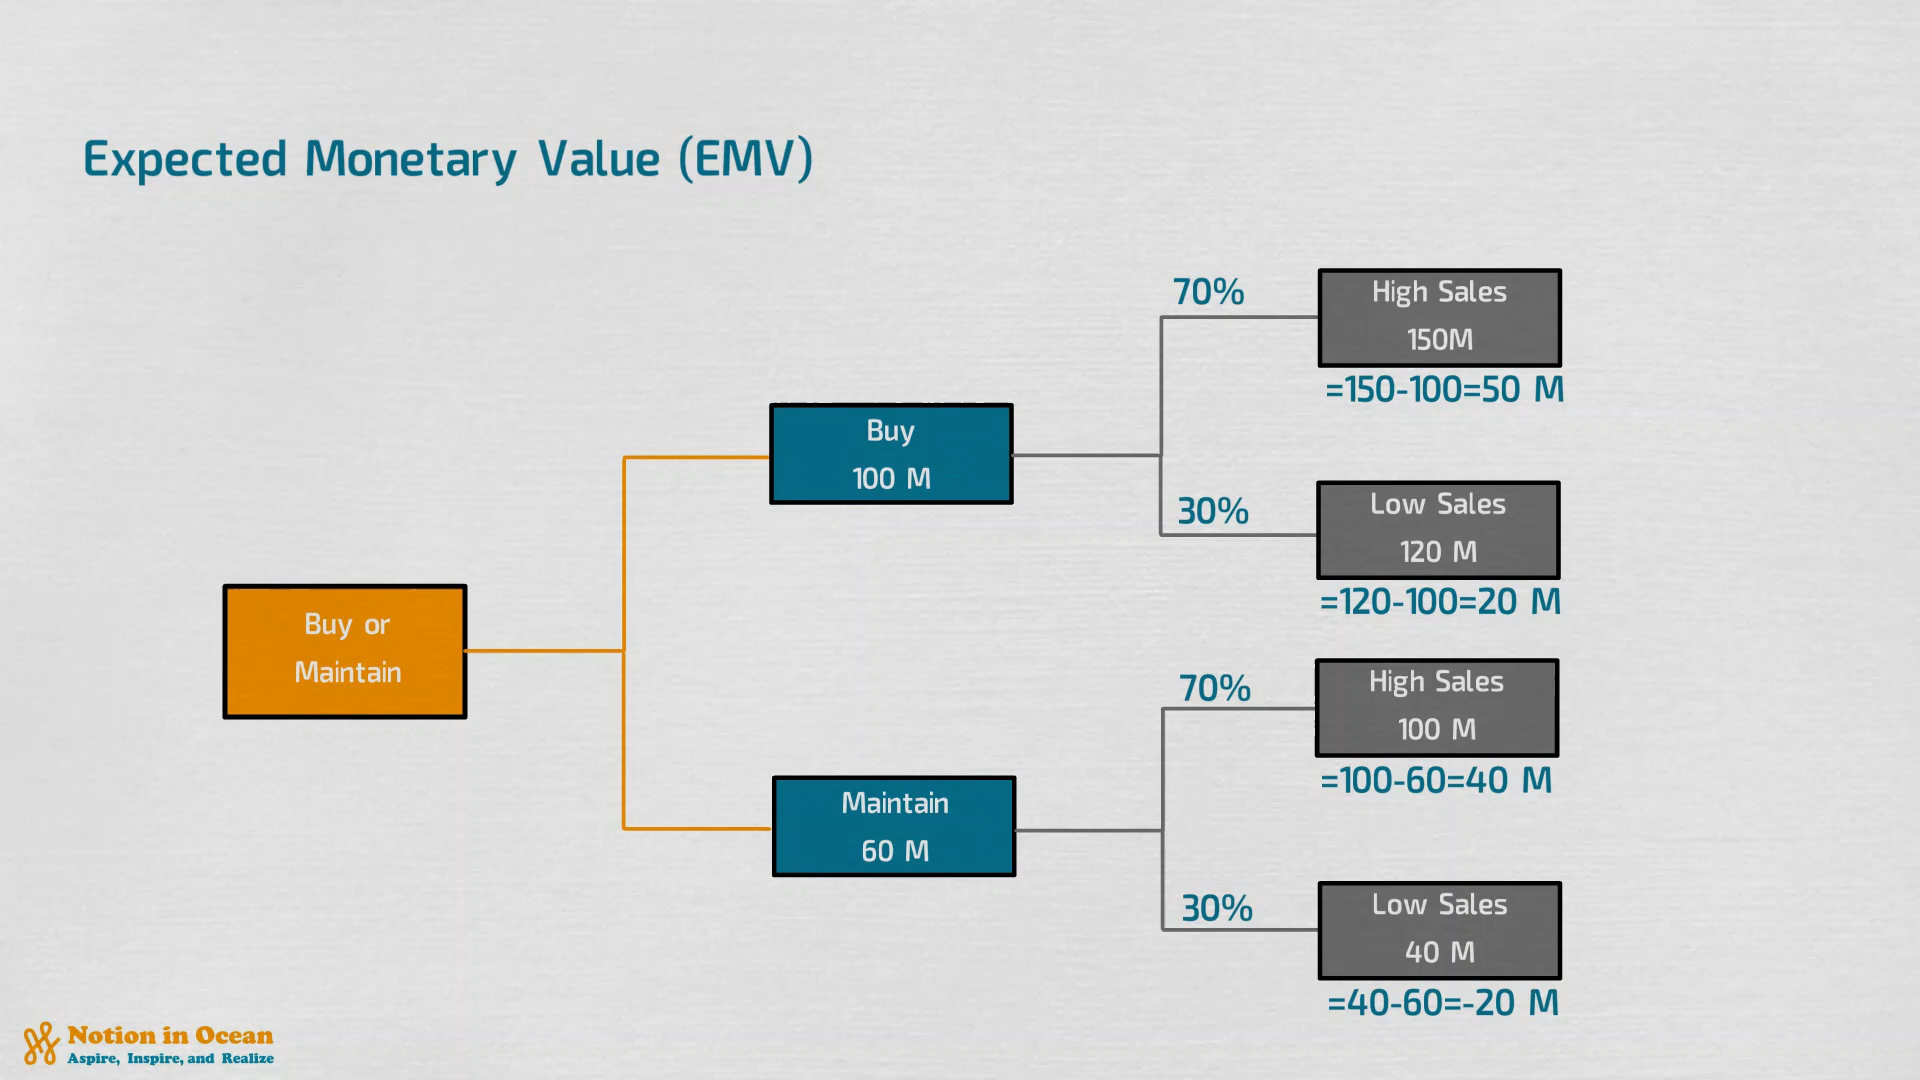 Expected Monetary Value (EMV)
70%
High Sales
150M
=150-100=50 M
Buy
100 M
30%
Low Sales
120 M
=120-100=20 M
Buy or
Maintain
70%
High Sales
100 M
=100-60=40 M
Maintain
60 M
30%
Low Sales
40 M
=40-60=-20 M
Notion in Ocean
Aspire, Inspire, and Realize